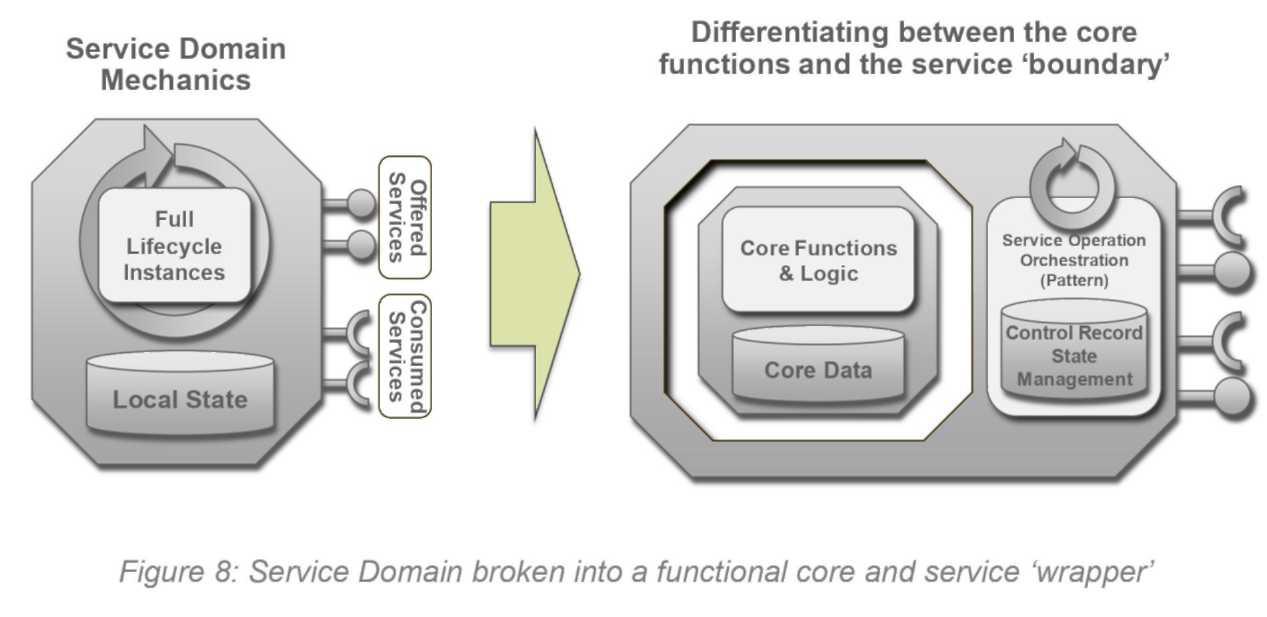 Service Domain
Mechanics
Full
Lifecycle
Instances
Local State
Offered
Services
Consumed
Services
Differentiating between the core
functions and the service ‘boundary’
Core Functions
& Logic
Core Data
Service Operation
Orchestration
(Pattern)
Control Record
State
Management
Figure 8: Service Domain broken into a functional core and service ‘wrapper’